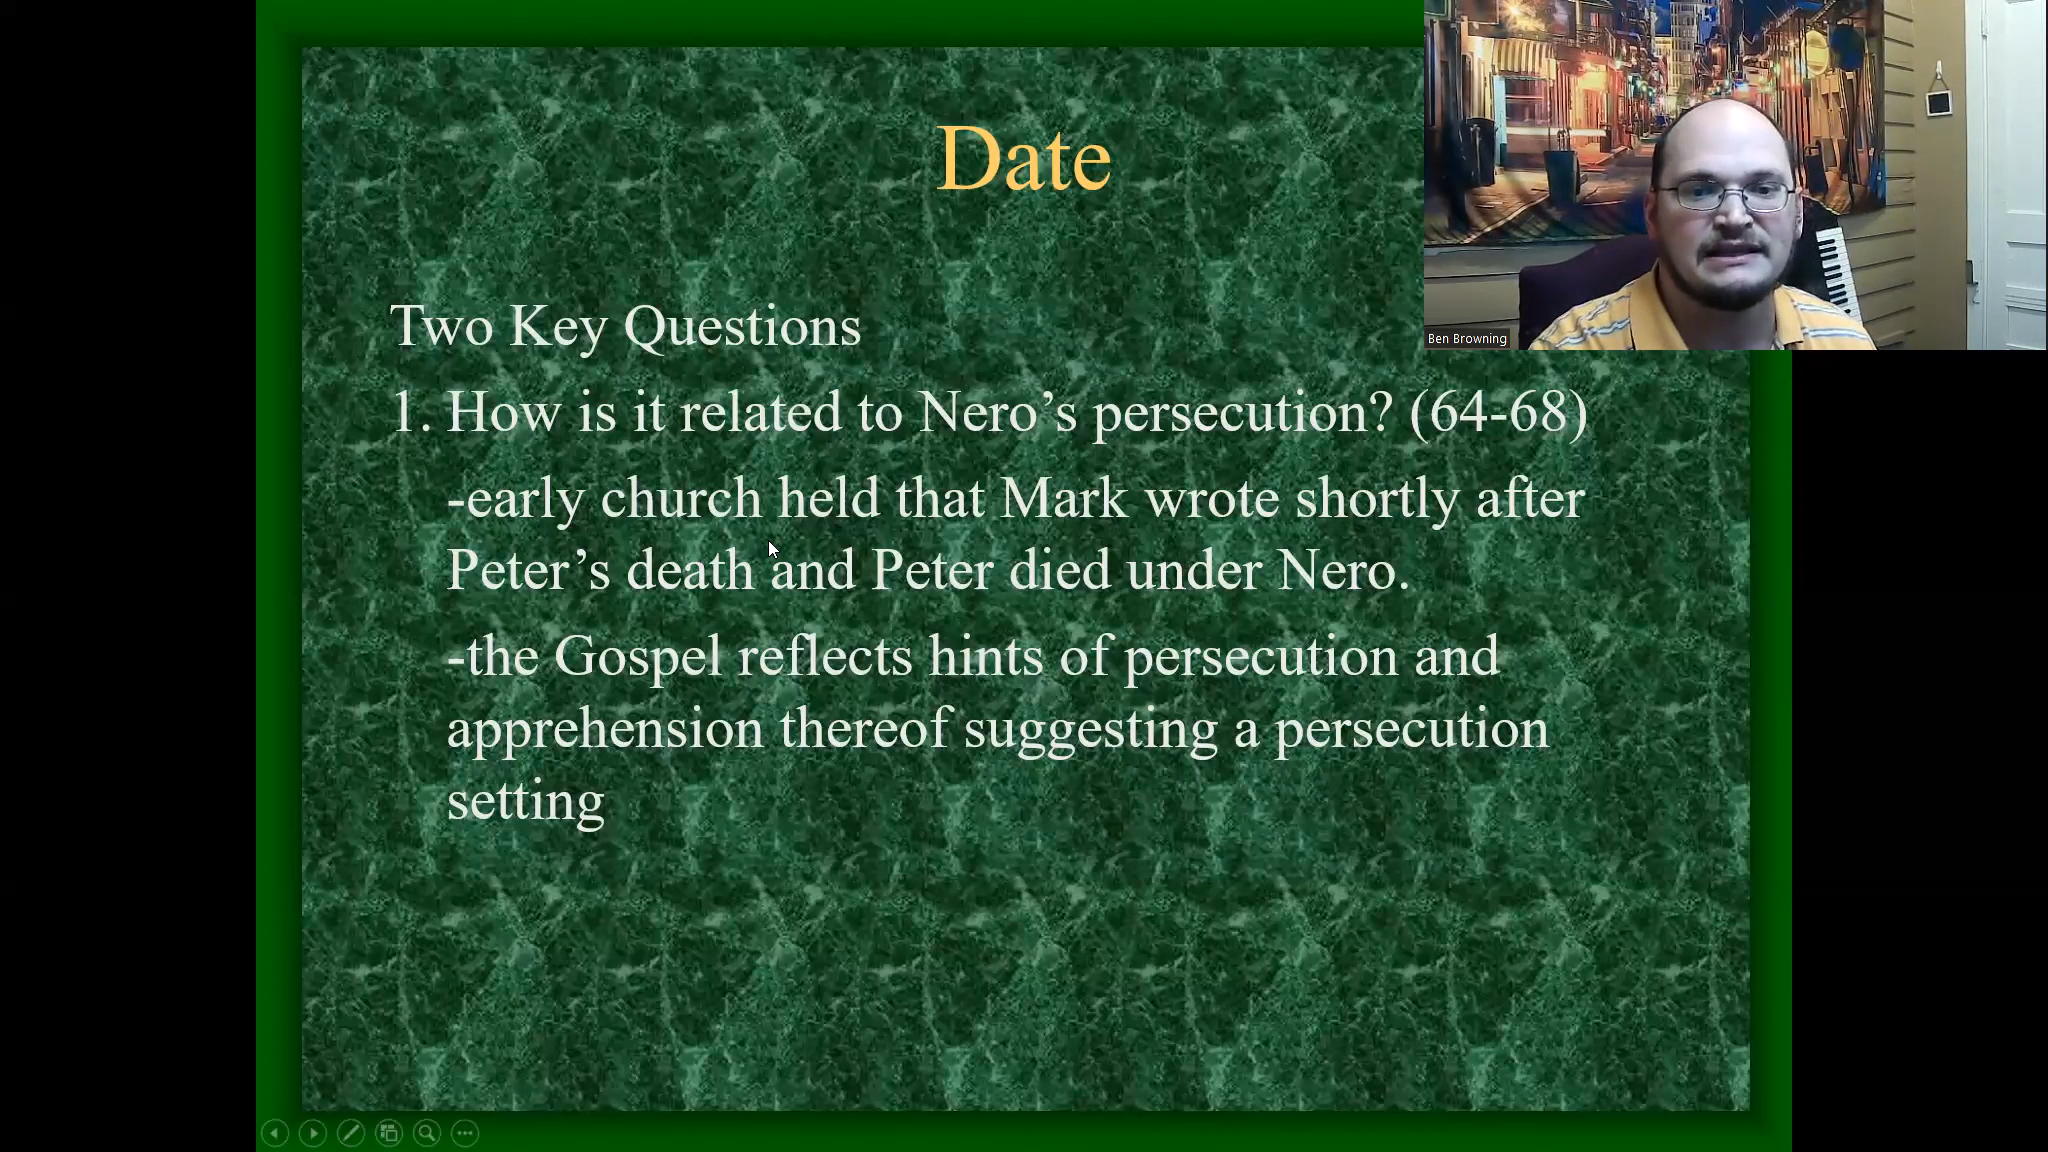 Date
Two Key Questions
1. How is it related to Nero’s persecution? (64-68)
-early church held that Mark wrote shortly after
Peter’s death and Peter died under Nero.
-the Gospel reflects hints of persecution and
apprehension thereof suggesting a persecution
setting
Ben Browning